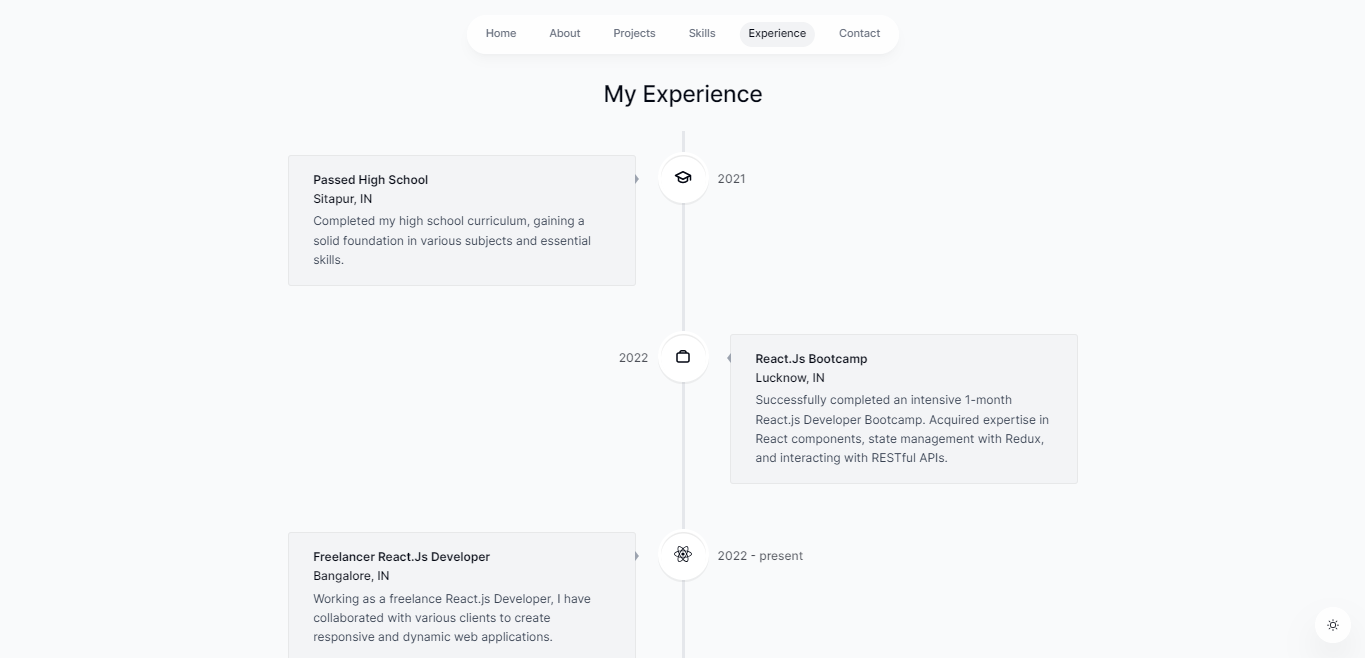 Home About Projects Skills Experience Contact
My Experience
Passed High School
Sitapur, IN
Completed my high school curriculum, gaining a
solid foundation in various subjects and essential
skills.
2021
2022
React.Js Bootcamp
Lucknow, IN
Successfully completed an intensive 1-month
React.js Developer Bootcamp. Acquired expertise in
React components, state management with Redux,
and interacting with RESTful APIs.
Freelancer React.Js Developer
Bangalore, IN
Working as a freelance React.js Developer, I have
collaborated with various clients to create
responsive and dynamic web applications.
2022 - present